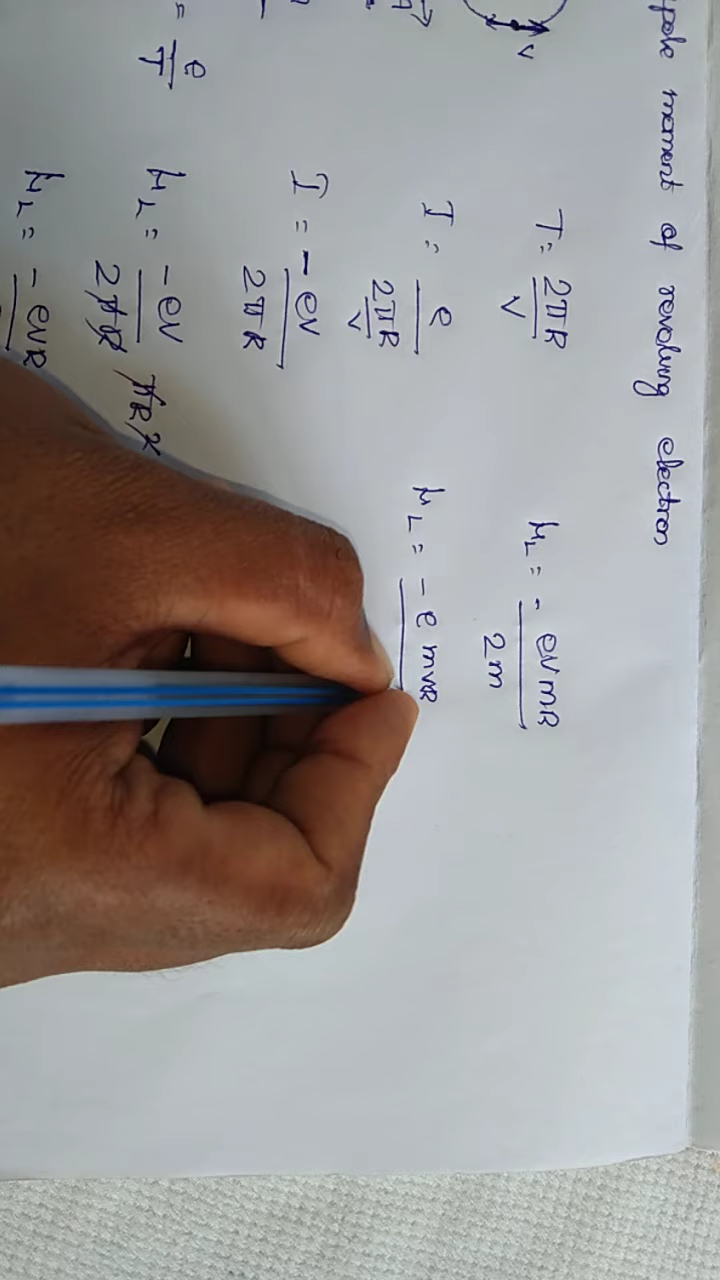 pole moment of revolving electron
V
A
= e/T
T = 2πR/V
I = e/(2πR/V)
I = -eV/2πR
μL = -eV/2πR πR²
μL = -eVR
μL = - eVmR/2m
μL = -e mVR